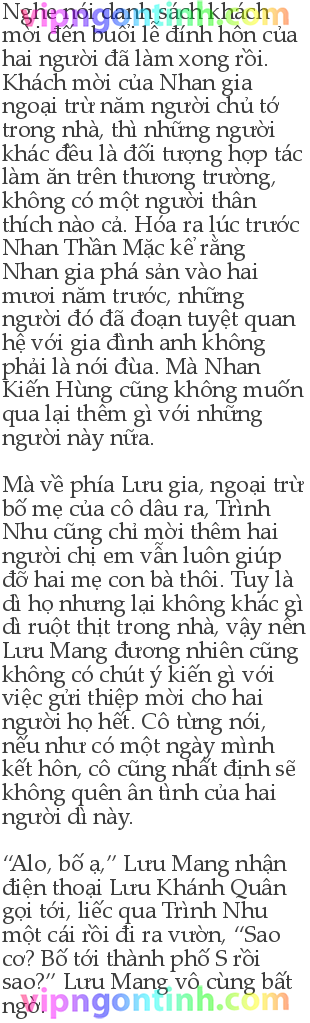 Nghe nói danh sách khách
vipngontinh.com
mời đến buổi lễ đính hôn của
hai người đã làm xong rồi.
Khách mời của Nhan gia
ngoại trừ năm người chủ tớ
trong nhà, thì những người
khác đều là đối tượng hợp tác
làm ăn trên thương trường,
không có một người thân
thích nào cả. Hóa ra lúc trước
Nhan Thần Mặc kể rằng
Nhan gia phá sản vào hai
mươi năm trước, những
người đó đã đoạn tuyệt quan
hệ với gia đình anh không
phải là nói đùa. Mà Nhan
Kiến Hùng cũng không muốn
qua lại thêm gì với những
người này nữa.

Mà về phía Lưu gia, ngoại trừ
bố mẹ của cô dâu ra, Trình
Nhu cũng chỉ mời thêm hai
người chị em vẫn luôn giúp
đỡ hai mẹ con bà thôi. Tuy là
dì họ nhưng lại không khác gì
dì ruột thịt trong nhà, vậy nên
Lưu Mang đương nhiên cũng
không có chút ý kiến gì với
việc gửi thiệp mời cho hai
người họ hết. Cô từng nói,
nếu như có một ngày mình
kết hôn, cô cũng nhất định sẽ
không quên ân tình của hai
người dì này.

“Alo, bố ạ,” Lưu Mang nhận
điện thoại Lưu Khánh Quân
gọi tới, liếc qua Trình Nhu
một cái rồi đi ra vườn, “Sao
cơ? Bố tới thành phố S rồi
sao?” Lưu Mang vô cùng bất
ngờ.
vipngontinh.com